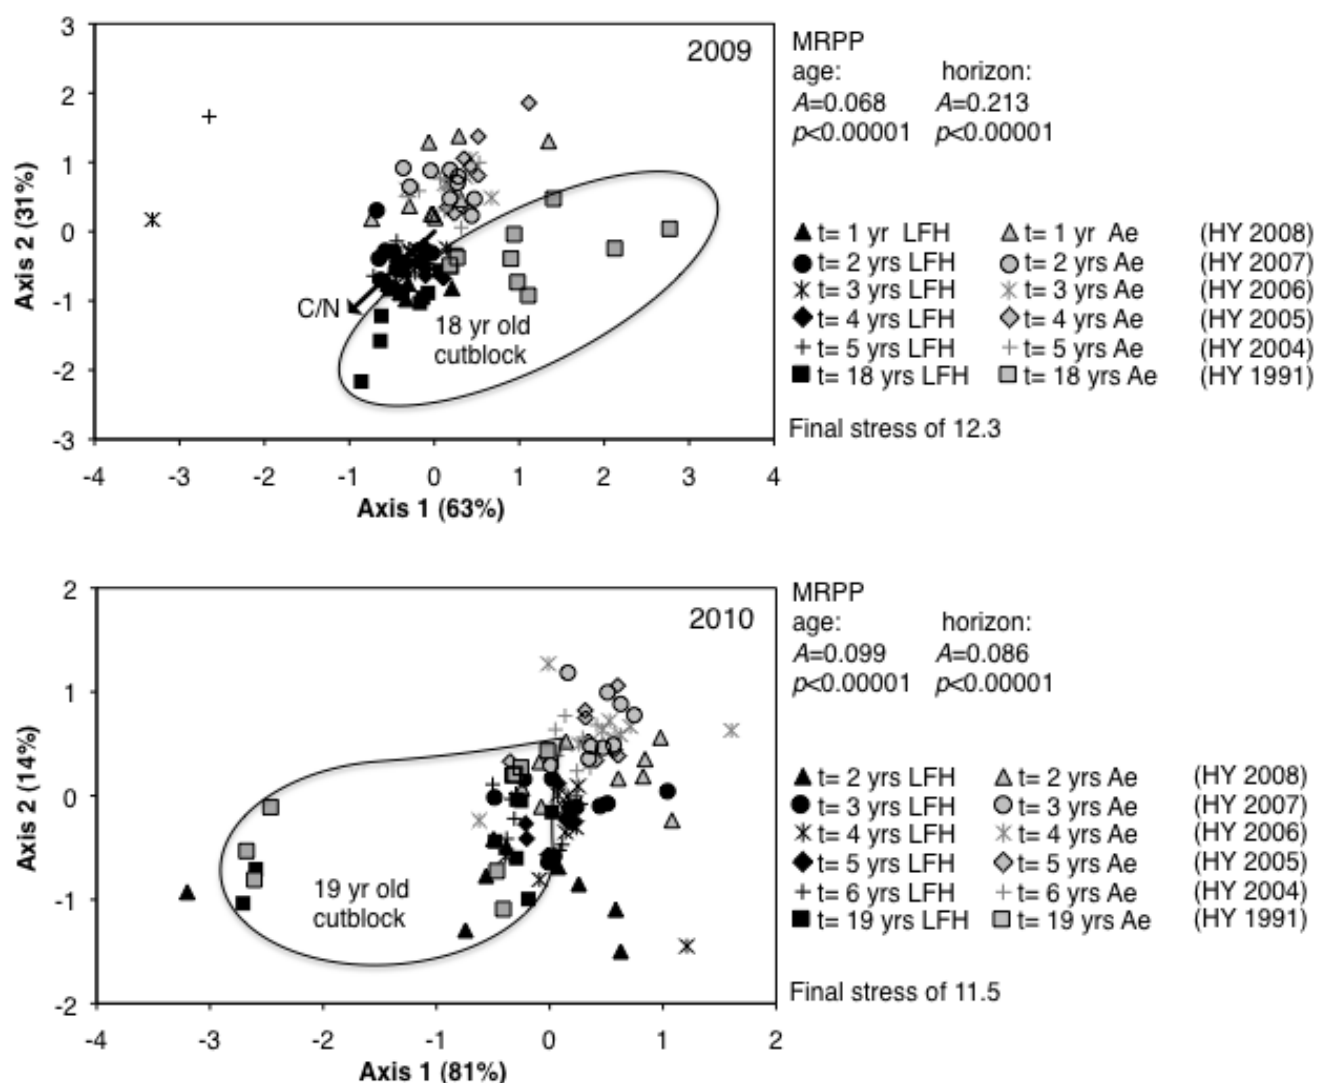 3
2
1
0
-1
-2
-3
Axis 2 (31%)
2009
C/N
18 yr old
cutblock
-4 -3 -2 -1 0 1 2 3 4
Axis 1 (63%)
MRPP
age: horizon:
A=0.068 A=0.213
p<0.00001 p<0.00001
t= 1 yr LFH t= 1 yr Ae (HY 2008)
t= 2 yrs LFH t= 2 yrs Ae (HY 2007)
t= 3 yrs LFH t= 3 yrs Ae (HY 2006)
t= 4 yrs LFH t= 4 yrs Ae (HY 2005)
t= 5 yrs LFH t= 5 yrs Ae (HY 2004)
t= 18 yrs LFH t= 18 yrs Ae (HY 1991)
Final stress of 12.3
2
1
0
-1
-2
Axis 2 (14%)
2010
19 yr old
cutblock
-4 -3 -2 -1 0 1 2
Axis 1 (81%)
MRPP
age: horizon:
A=0.099 A=0.086
p<0.00001 p<0.00001
t= 2 yrs LFH t= 2 yrs Ae (HY 2008)
t= 3 yrs LFH t= 3 yrs Ae (HY 2007)
t= 4 yrs LFH t= 4 yrs Ae (HY 2006)
t= 5 yrs LFH t= 5 yrs Ae (HY 2005)
t= 6 yrs LFH t= 6 yrs Ae (HY 2004)
t= 19 yrs LFH t= 19 yrs Ae (HY 1991)
Final stress of 11.5